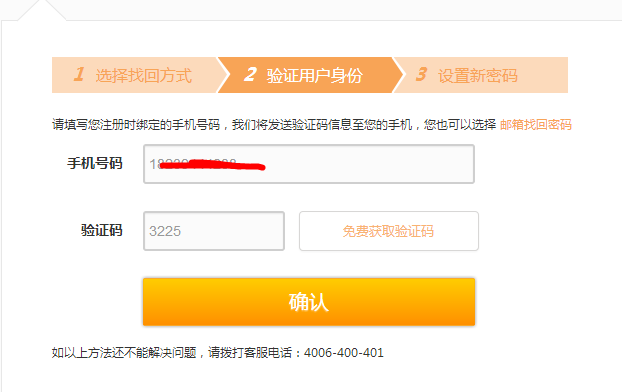 1 选择找回方式 2 验证用户身份 3 设置新密码
请填写您注册时绑定的手机号码，我们将发送验证码信息至您的手机，您也可以选择 邮箱找回密码
手机号码
验证码 3225 免费获取验证码
确认
如以上方法还不能解决问题，请拨打客服电话：4006-400-401